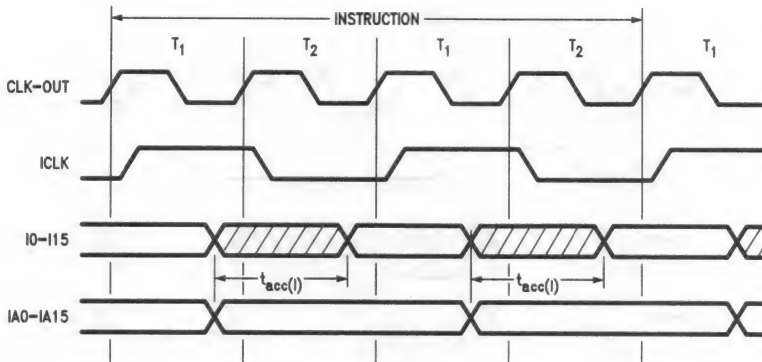 INSTRUCTION
T1 T2 T1 T2 T1
CLK-OUT
ICLK
I0-I15
tacc(I) tacc(I)
IA0-IA15